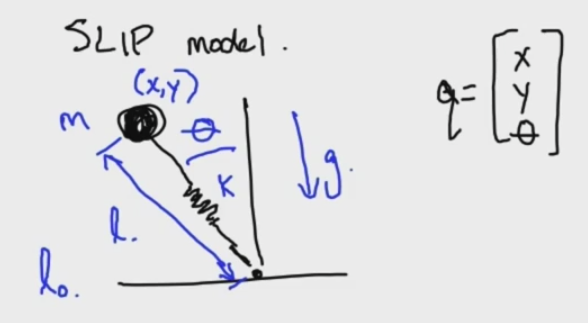 SLIP model.
(x,y)
m
θ
k
g.
l.
l₀.
q = [x
y
θ]